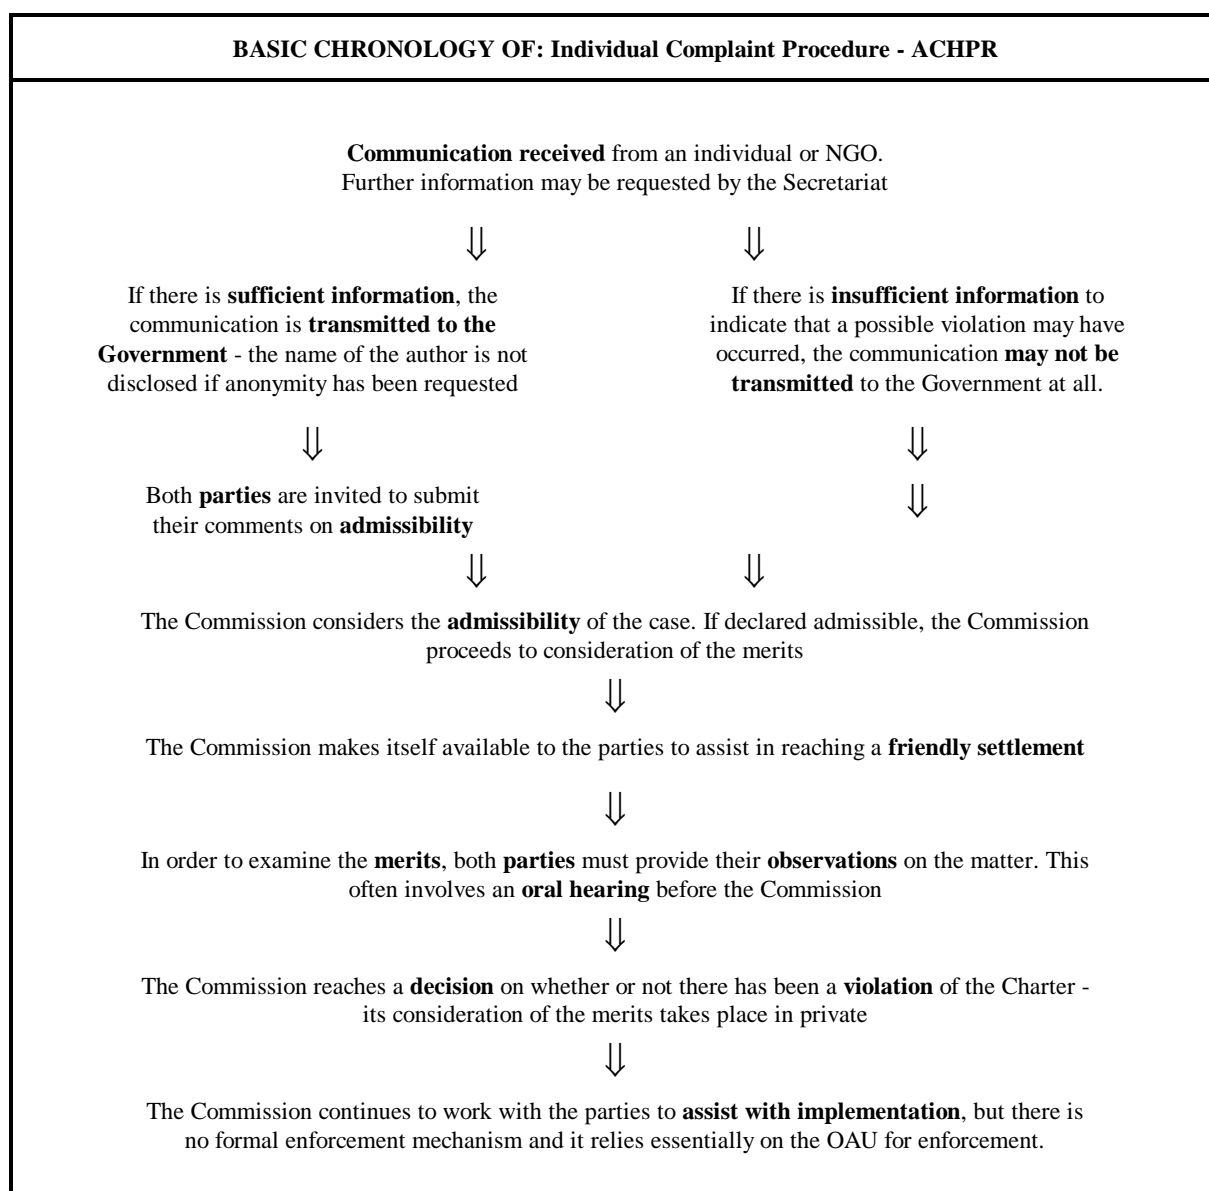 BASIC CHRONOLOGY OF: Individual Complaint Procedure - ACHPR
Communication received from an individual or NGO.
Further information may be requested by the Secretariat
⇓ ⇓
If there is sufficient information, the
communication is transmitted to the
Government - the name of the author is not
disclosed if anonymity has been requested
If there is insufficient information to
indicate that a possible violation may have
occurred, the communication may not be
transmitted to the Government at all.
⇓ ⇓
Both parties are invited to submit
their comments on admissibility
⇓
⇓ ⇓
The Commission considers the admissibility of the case. If declared admissible, the Commission
proceeds to consideration of the merits
⇓
The Commission makes itself available to the parties to assist in reaching a friendly settlement
⇓
In order to examine the merits, both parties must provide their observations on the matter. This
often involves an oral hearing before the Commission
⇓
The Commission reaches a decision on whether or not there has been a violation of the Charter -
its consideration of the merits takes place in private
⇓
The Commission continues to work with the parties to assist with implementation, but there is
no formal enforcement mechanism and it relies essentially on the OAU for enforcement.